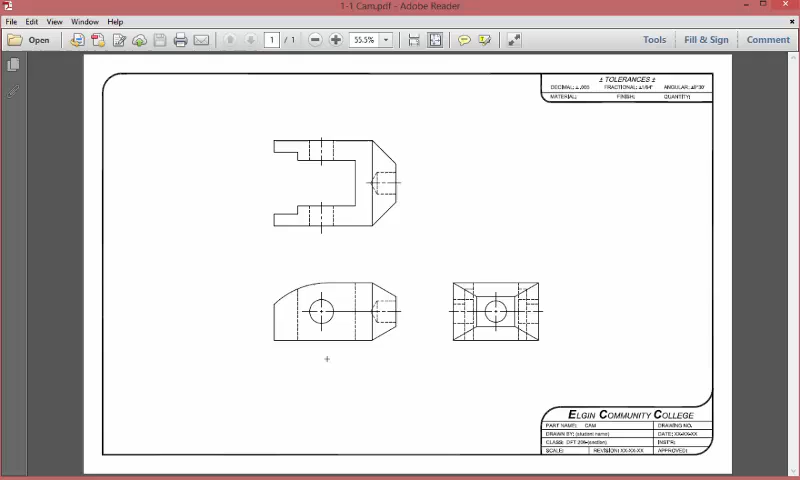 1-1 Cam.pdf - Adobe Reader
File Edit View Window Help
Open 1 / 1 55.5% Tools Fill & Sign Comment
± TOLERANCES ±
DECIMAL: ±.005 FRACTIONAL: ±1/64" ANGULAR: ±0°30'
MATERIAL: FINISH: QUANTITY:
ELGIN COMMUNITY COLLEGE
PART NAME: CAM DRAWING NO.
DRAWN BY: (student name) DATE: XX-XX-XX
CLASS: DFT 206-(section) INST'R:
SCALE: REVISION: XX-XX-XX APPROVED: